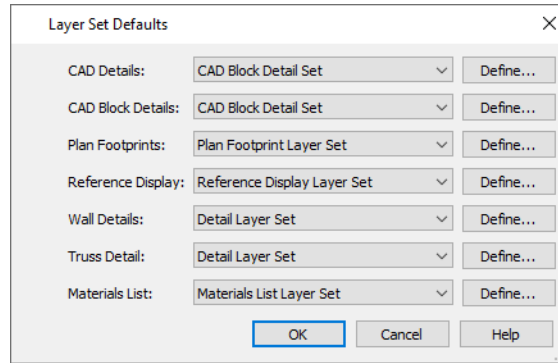 Layer Set Defaults
CAD Details: CAD Block Detail Set Define...
CAD Block Details: CAD Block Detail Set Define...
Plan Footprints: Plan Footprint Layer Set Define...
Reference Display: Reference Display Layer Set Define...
Wall Details: Detail Layer Set Define...
Truss Detail: Detail Layer Set Define...
Materials List: Materials List Layer Set Define...
OK Cancel Help